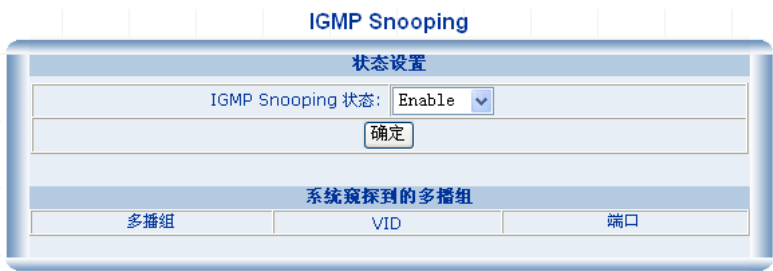 IGMP Snooping
状态设置
IGMP Snooping 状态: Enable
确定
系统窥探到的多播组
多播组 VID 端口